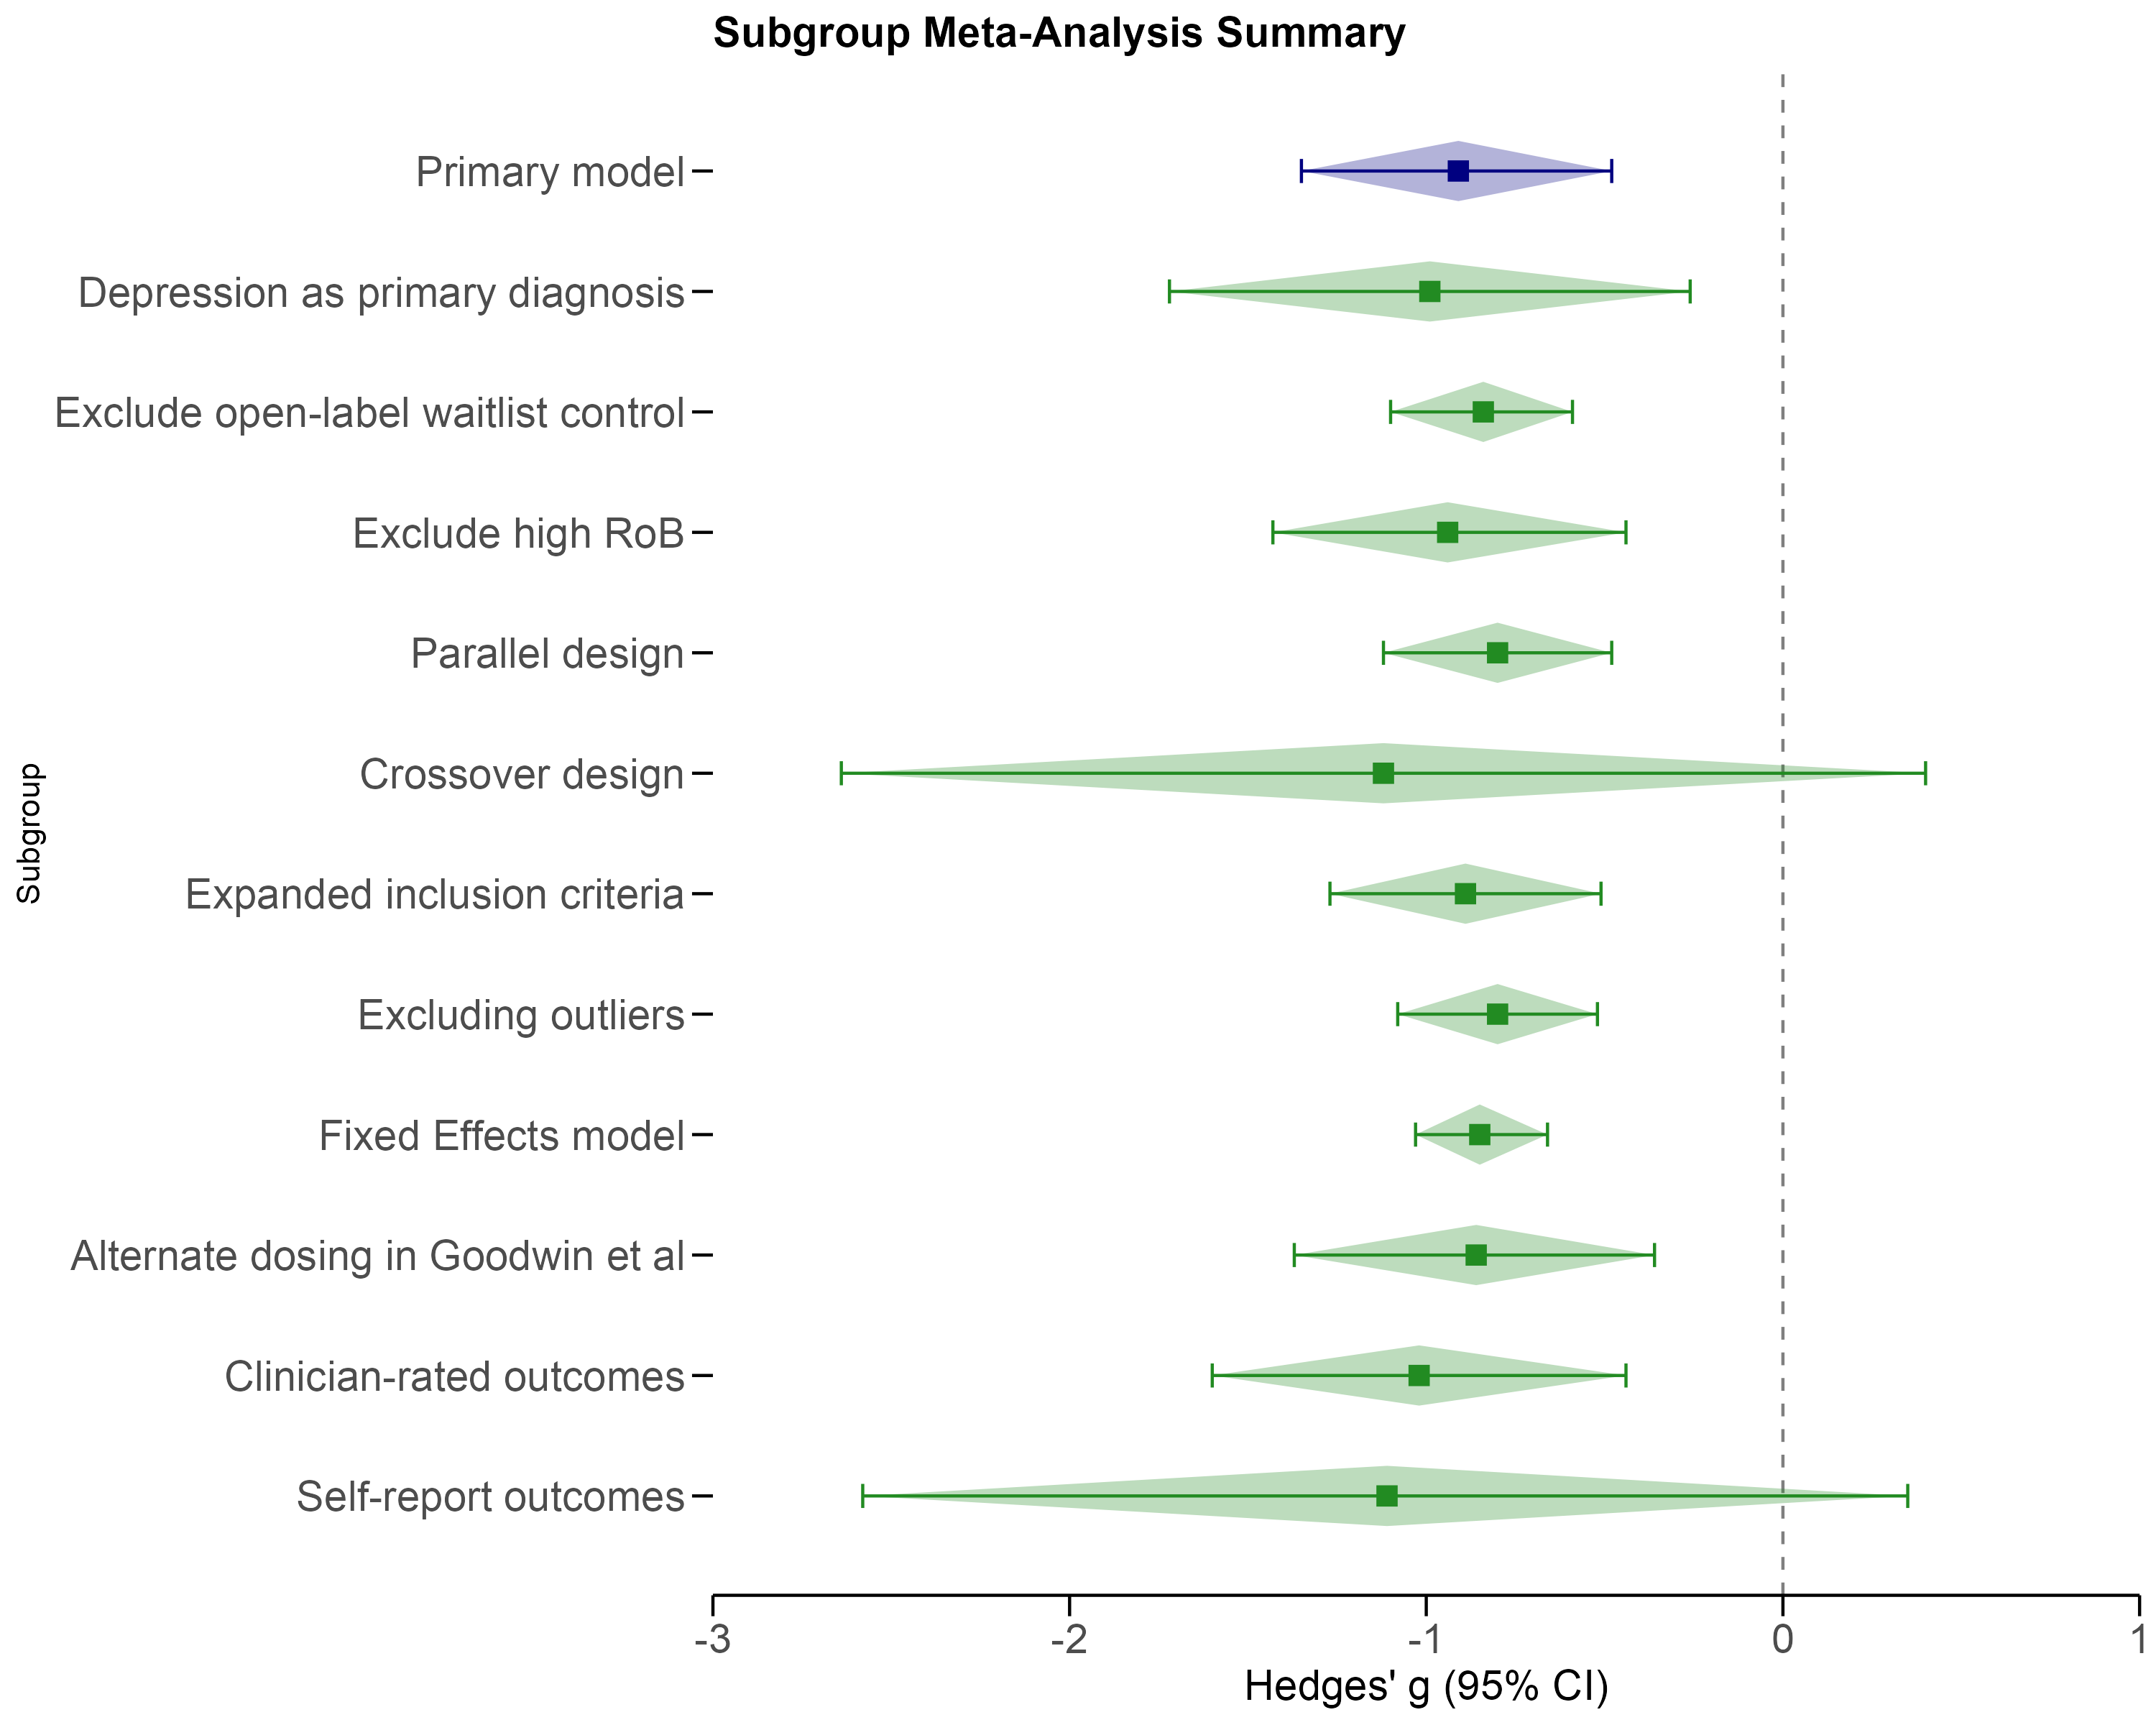 Subgroup Meta-Analysis Summary
Primary model
Depression as primary diagnosis
Exclude open-label waitlist control
Exclude high RoB
Parallel design
Crossover design
Expanded inclusion criteria
Excluding outliers
Fixed Effects model
Alternate dosing in Goodwin et al
Clinician-rated outcomes
Self-report outcomes
Subgroup
-3 -2 -1 0 1
Hedges' g (95% CI)